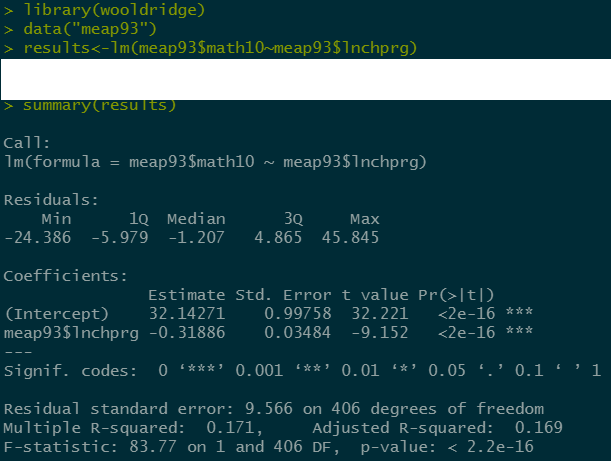 > library(wooldridge)
> data("meap93")
> results<-lm(meap93$math10~meap93$lnchprg)
> summary(results)
Call:
lm(formula = meap93$math10 ~ meap93$lnchprg)
Residuals:
    Min      1Q  Median      3Q     Max
-24.386  -5.979  -1.207   4.865  45.845
Coefficients:
               Estimate Std. Error t value Pr(>|t|)
(Intercept)    32.14271    0.99758  32.221   <2e-16 ***
meap93$lnchprg -0.31886    0.03484  -9.152   <2e-16 ***
---
Signif. codes:  0 ‘***’ 0.001 ‘**’ 0.01 ‘*’ 0.05 ‘.’ 0.1 ‘ ’ 1
Residual standard error: 9.566 on 406 degrees of freedom
Multiple R-squared:  0.171,     Adjusted R-squared:  0.169
F-statistic: 83.77 on 1 and 406 DF,  p-value: < 2.2e-16